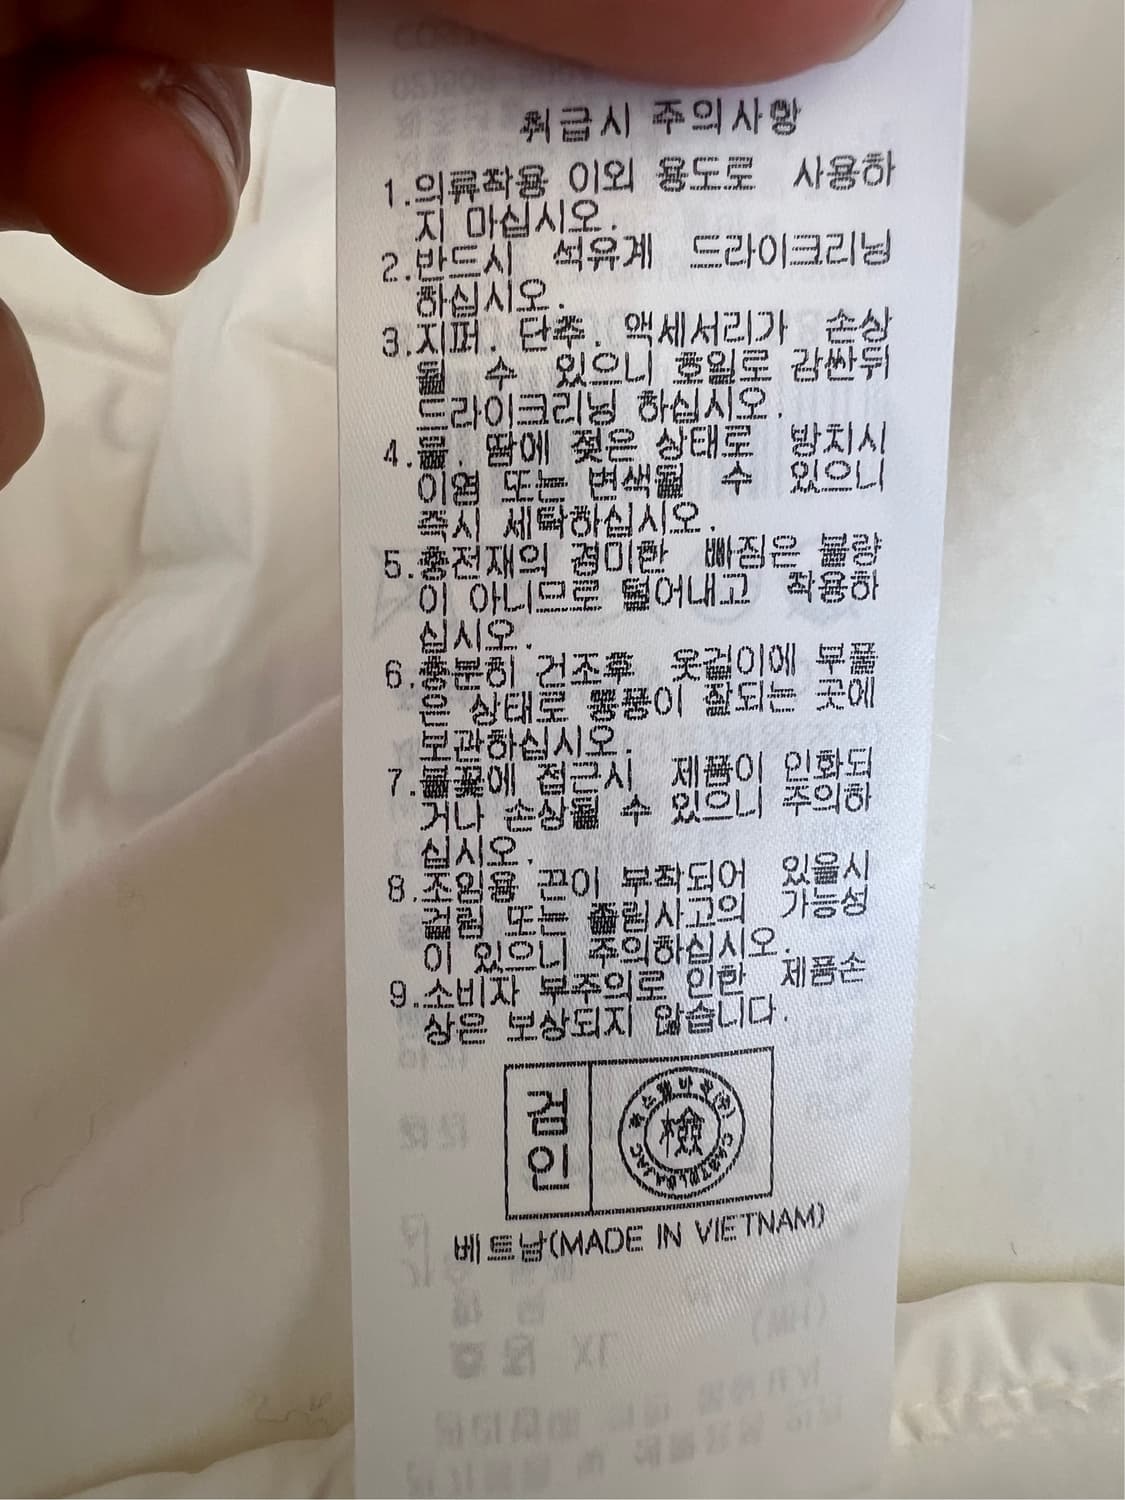 취급시 주의사항
1.의류착용 이외 용도로 사용하
지 마십시오.
2.반드시 석유계 드라이크리닝
하십시오.
3.지퍼. 단추. 액세서리가 손상
될 수 있으니 호일로 감싼뒤
드라이크리닝 하십시오.
4.물. 땀에 젖은 상태로 방치시
이염 또는 변색될 수 있으니
즉시 세탁하십시오.
5.충전재의 경미한 빠짐은 불량
이 아니므로 털어내고 착용하
십시오.
6.충분히 건조후 옷걸이에 부풀
은 상태로 통풍이 잘되는 곳에
보관하십시오.
7.불꽃에 접근시 제품이 인화되
거나 손상될 수 있으니 주의하
십시오.
8.조임용 끈이 부착되어 있을시
걸림 또는 졸림사고의 가능성
이 있으니 주의하십시오.
9.소비자 부주의로 인한 제품손
상은 보상되지 않습니다.
검
인
檢
CASTELBAJAC
베트남(MADE IN VIETNAM)